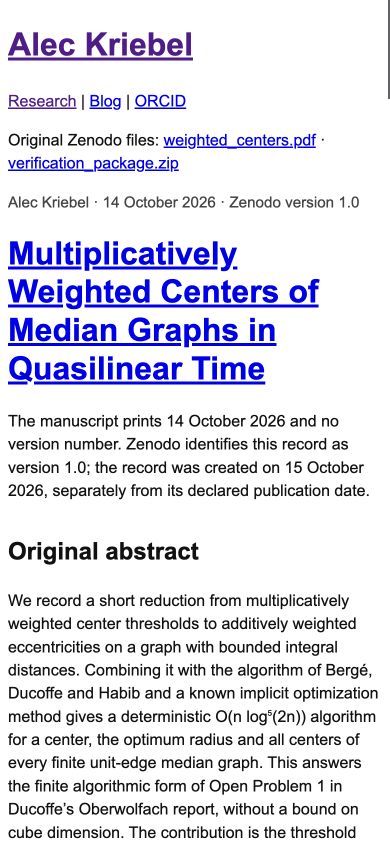 Alec Kriebel
Research | Blog | ORCID
Original Zenodo files: weighted_centers.pdf ·
verification_package.zip
Alec Kriebel · 14 October 2026 · Zenodo version 1.0
Multiplicatively
Weighted Centers of
Median Graphs in
Quasilinear Time
The manuscript prints 14 October 2026 and no
version number. Zenodo identifies this record as
version 1.0; the record was created on 15 October
2026, separately from its declared publication date.
Original abstract
We record a short reduction from multiplicatively
weighted center thresholds to additively weighted
eccentricities on a graph with bounded integral
distances. Combining it with the algorithm of Bergé,
Ducoffe and Habib and a known implicit optimization
method gives a deterministic O(n log⁵(2n)) algorithm
for a center, the optimum radius and all centers of
every finite unit-edge median graph. This answers
the finite algorithmic form of Open Problem 1 in
Ducoffe’s Oberwolfach report, without a bound on
cube dimension. The contribution is the threshold